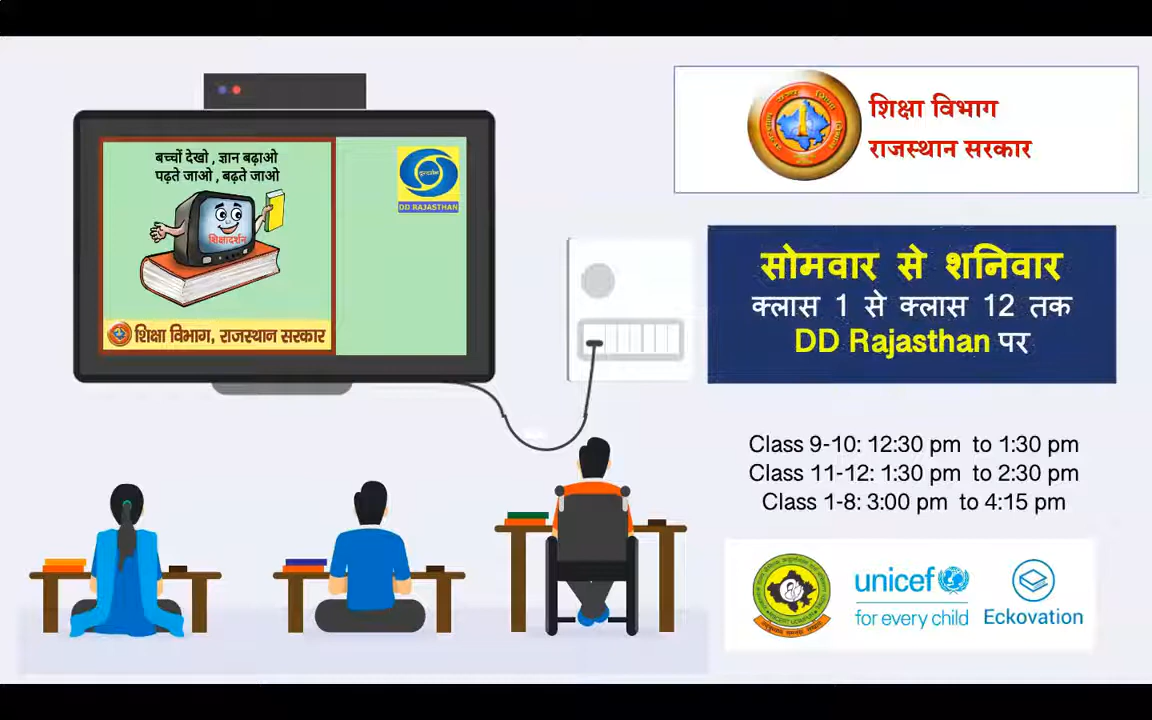 बच्चों देखो , ज्ञान बढ़ाओ
पढ़ते जाओ , बढ़ते जाओ
शिक्षादर्शन
शिक्षा विभाग, राजस्थान सरकार
दूरदर्शन
DD RAJASTHAN
शिक्षा विभाग
राजस्थान सरकार
सोमवार से शनिवार
क्लास 1 से क्लास 12 तक
DD Rajasthan पर
Class 9-10: 12:30 pm to 1:30 pm
Class 11-12: 1:30 pm to 2:30 pm
Class 1-8: 3:00 pm to 4:15 pm
unicef
for every child
Eckovation